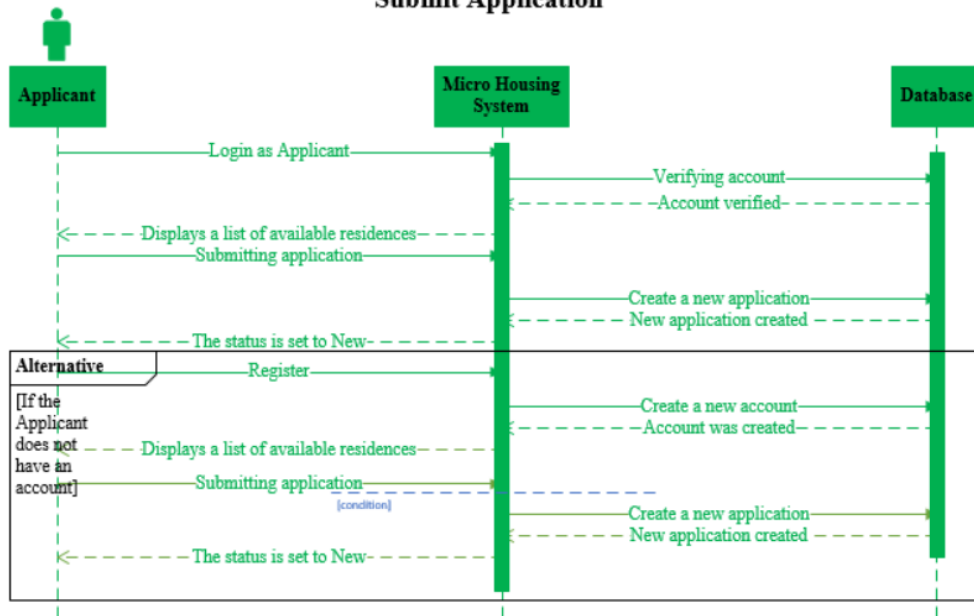 Submit Application
Applicant
Micro Housing
System
Database
Login as Applicant
Verifying account
Account verified
Displays a list of available residences
Submitting application
Create a new application
New application created
The status is set to New
Alternative
Register
[If the
Applicant
does not
have an
account]
Create a new account
Account was created
Displays a list of available residences
Submitting application
[condition]
Create a new application
New application created
The status is set to New